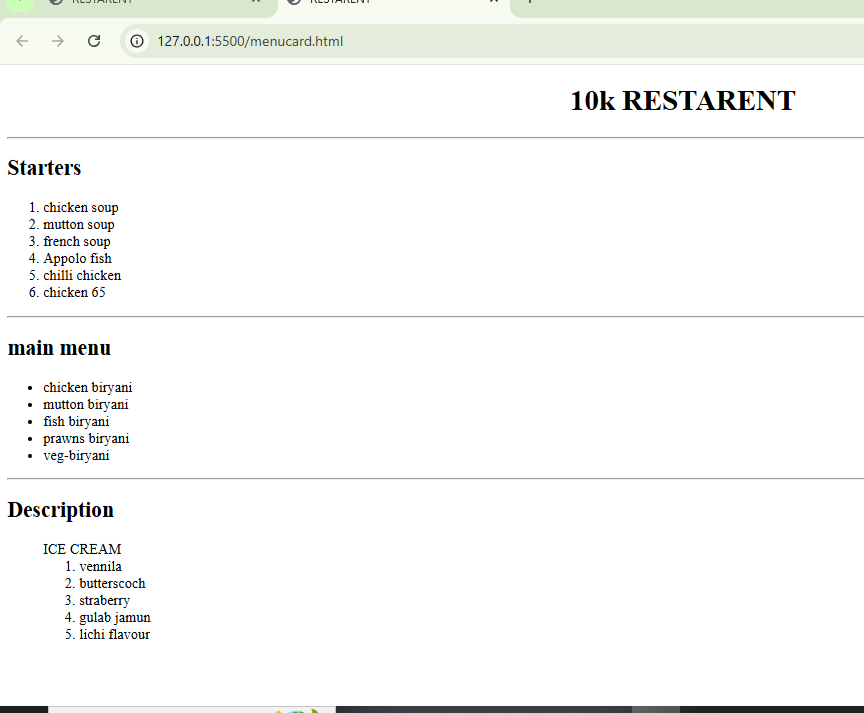 RESTARENT
RESTARENT
127.0.0.1:5500/menucard.html
10k RESTARENT
Starters
1. chicken soup
2. mutton soup
3. french soup
4. Appolo fish
5. chilli chicken
6. chicken 65
main menu
• chicken biryani
• mutton biryani
• fish biryani
• prawns biryani
• veg-biryani
Description
ICE CREAM
1. vennila
2. butterscoch
3. straberry
4. gulab jamun
5. lichi flavour